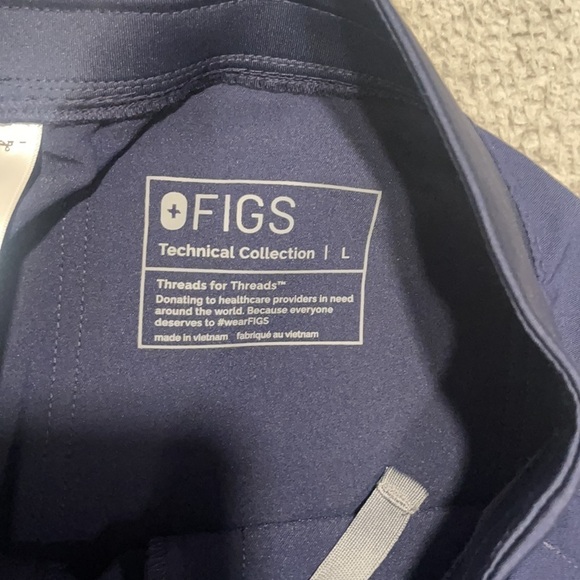 FIGS
Technical Collection | L
Threads for Threads™
Donating to healthcare providers in need
around the world. Because everyone
deserves to #wearFIGS
made in vietnam fabriqué au vietnam